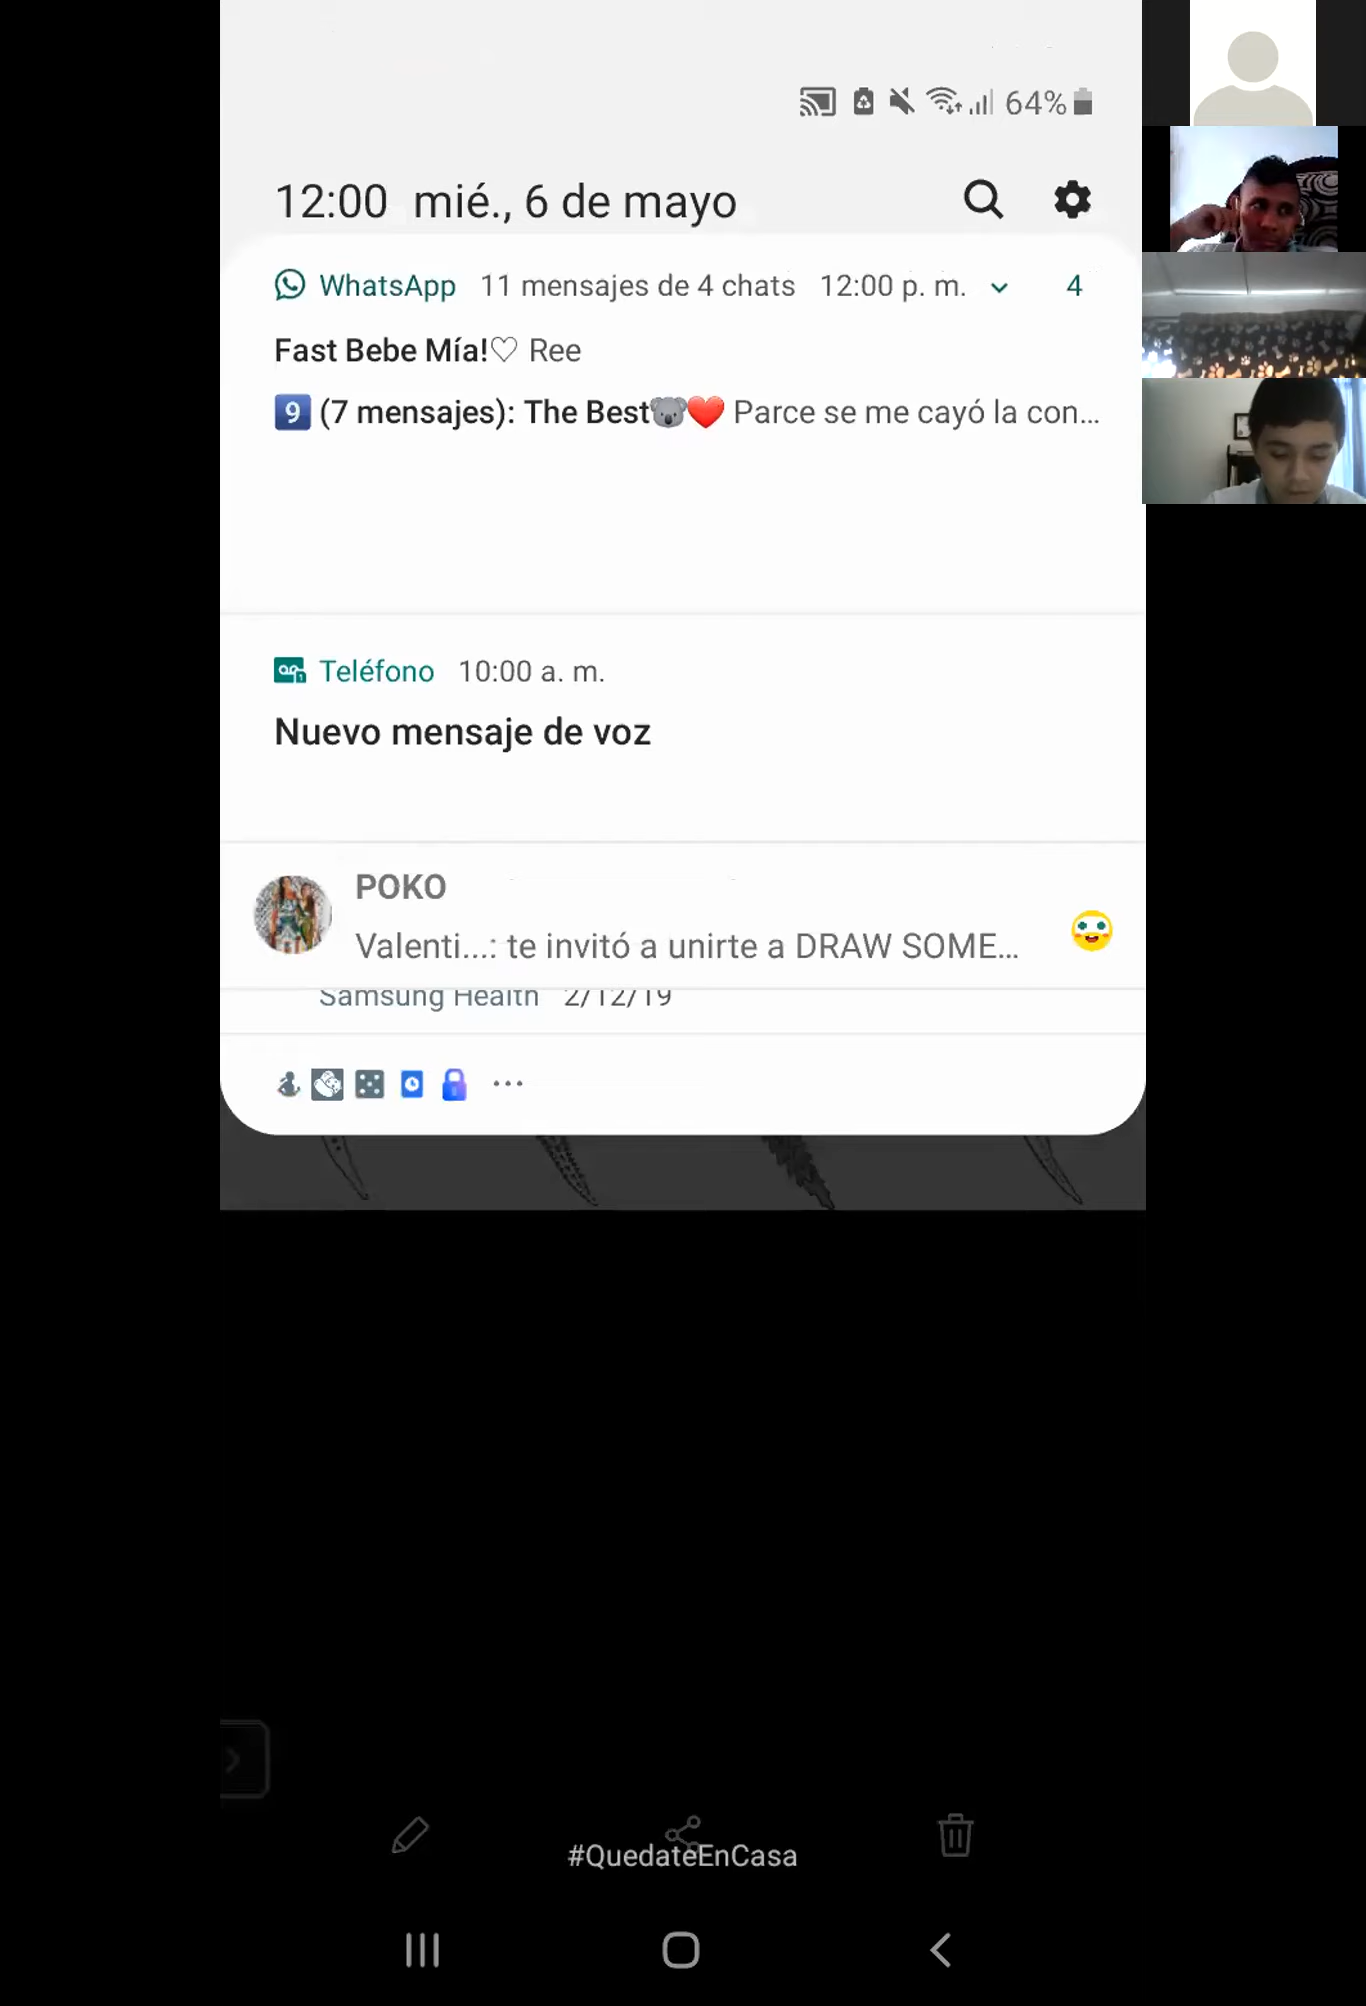 64%
12:00 mié., 6 de mayo
WhatsApp 11 mensajes de 4 chats 12:00 p. m. 4
Fast Bebe Mía!♡ Ree
9️⃣ (7 mensajes): The Best🐨❤️ Parce se me cayó la con...
Teléfono 10:00 a. m.
Nuevo mensaje de voz
POKO
Valenti...: te invitó a unirte a DRAW SOME...
Samsung Health 2/12/19
#QuedateEnCasa